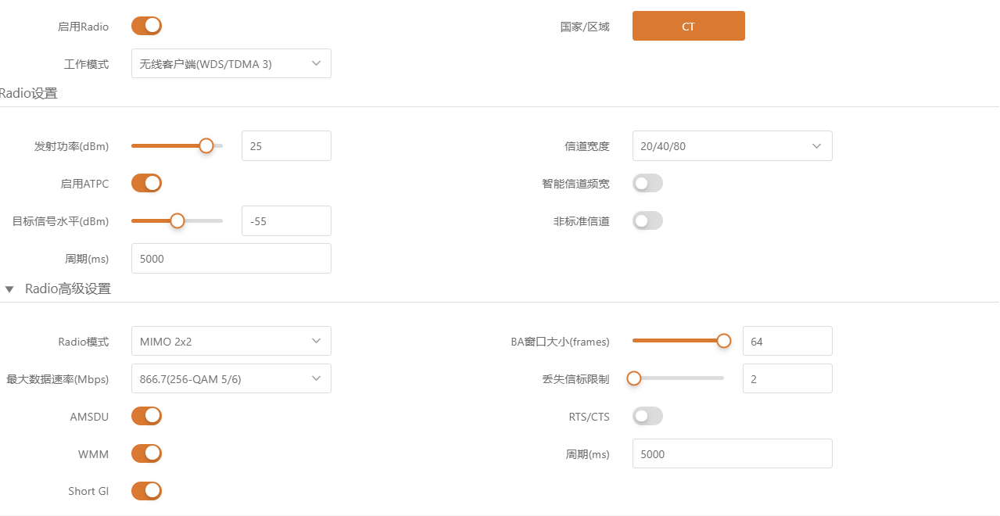 启用Radio
国家/区域
CT
工作模式
无线客户端(WDS/TDMA 3)
Radio设置
发射功率(dBm)
25
信道宽度
20/40/80
启用ATPC
智能信道频宽
目标信号水平(dBm)
-55
非标准信道
周期(ms)
5000
Radio高级设置
Radio模式
MIMO 2x2
BA窗口大小(frames)
64
最大数据速率(Mbps)
866.7(256-QAM 5/6)
丢失信标限制
2
AMSDU
RTS/CTS
WMM
周期(ms)
5000
Short GI